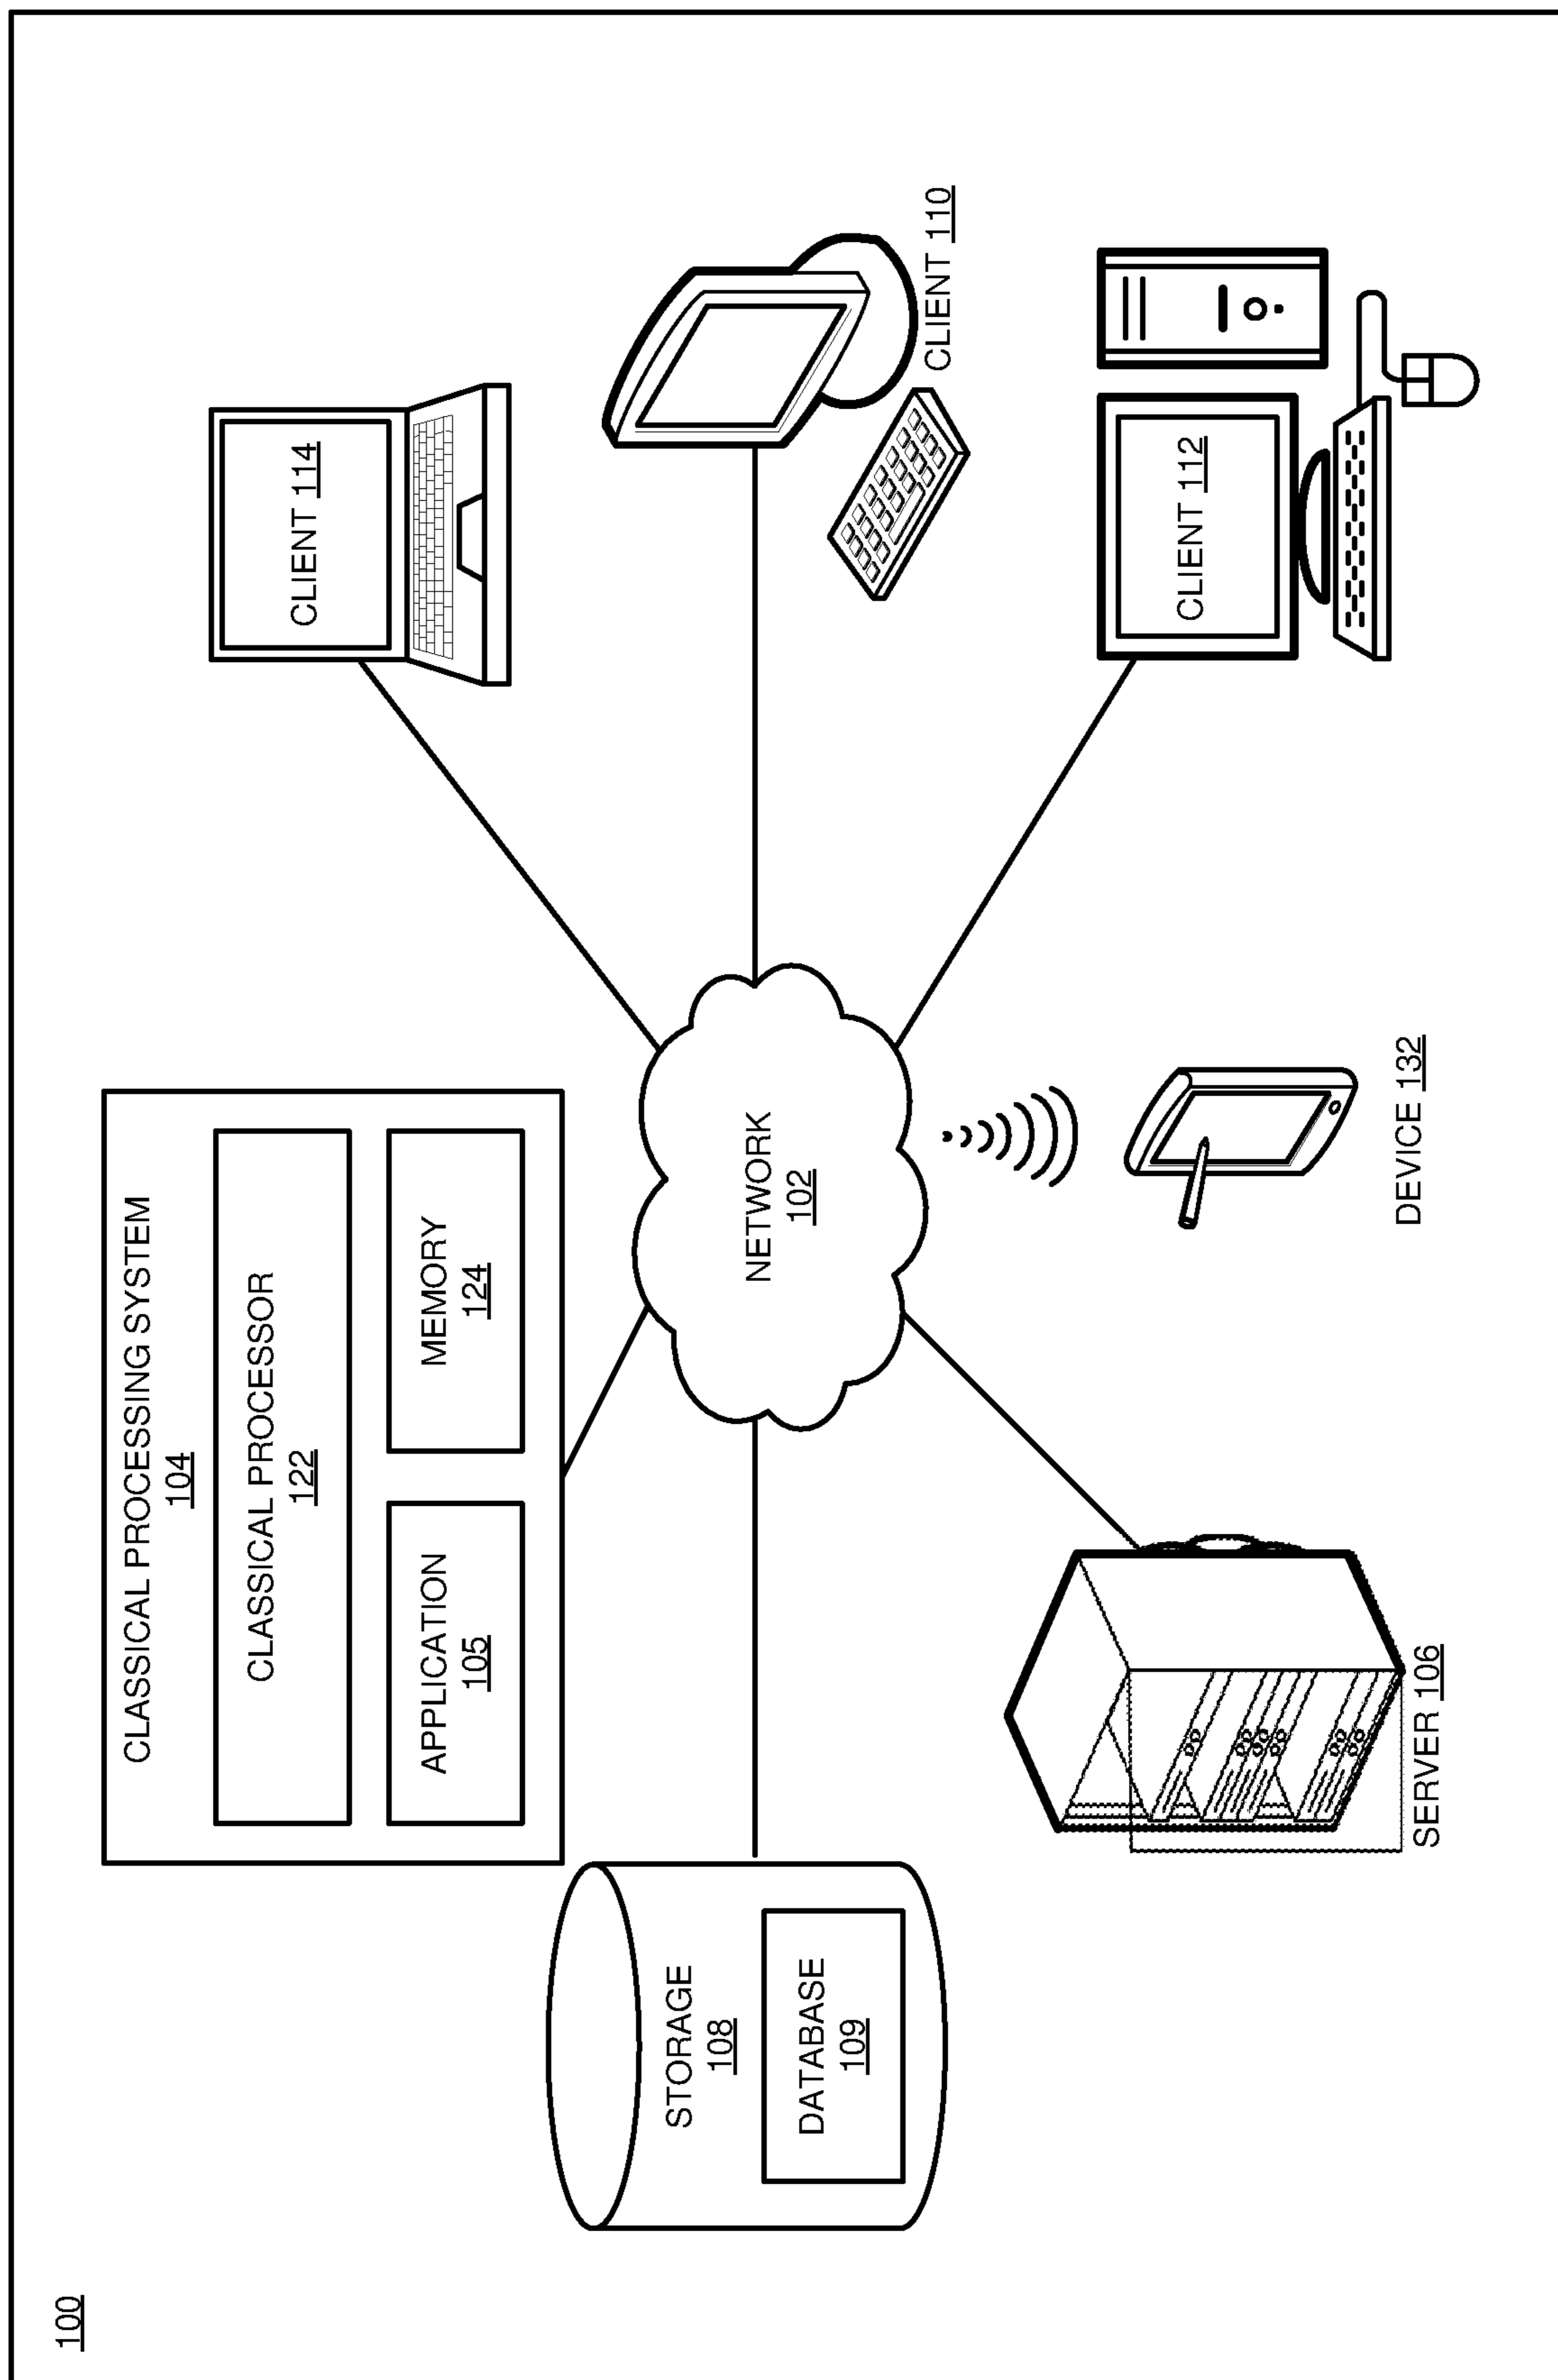 100
CLASSICAL PROCESSING SYSTEM
104
CLASSICAL PROCESSOR
122
APPLICATION
105
MEMORY
124
CLIENT 114
STORAGE
108
DATABASE
109
NETWORK
102
CLIENT 110
CLIENT 112
SERVER 106
DEVICE 132